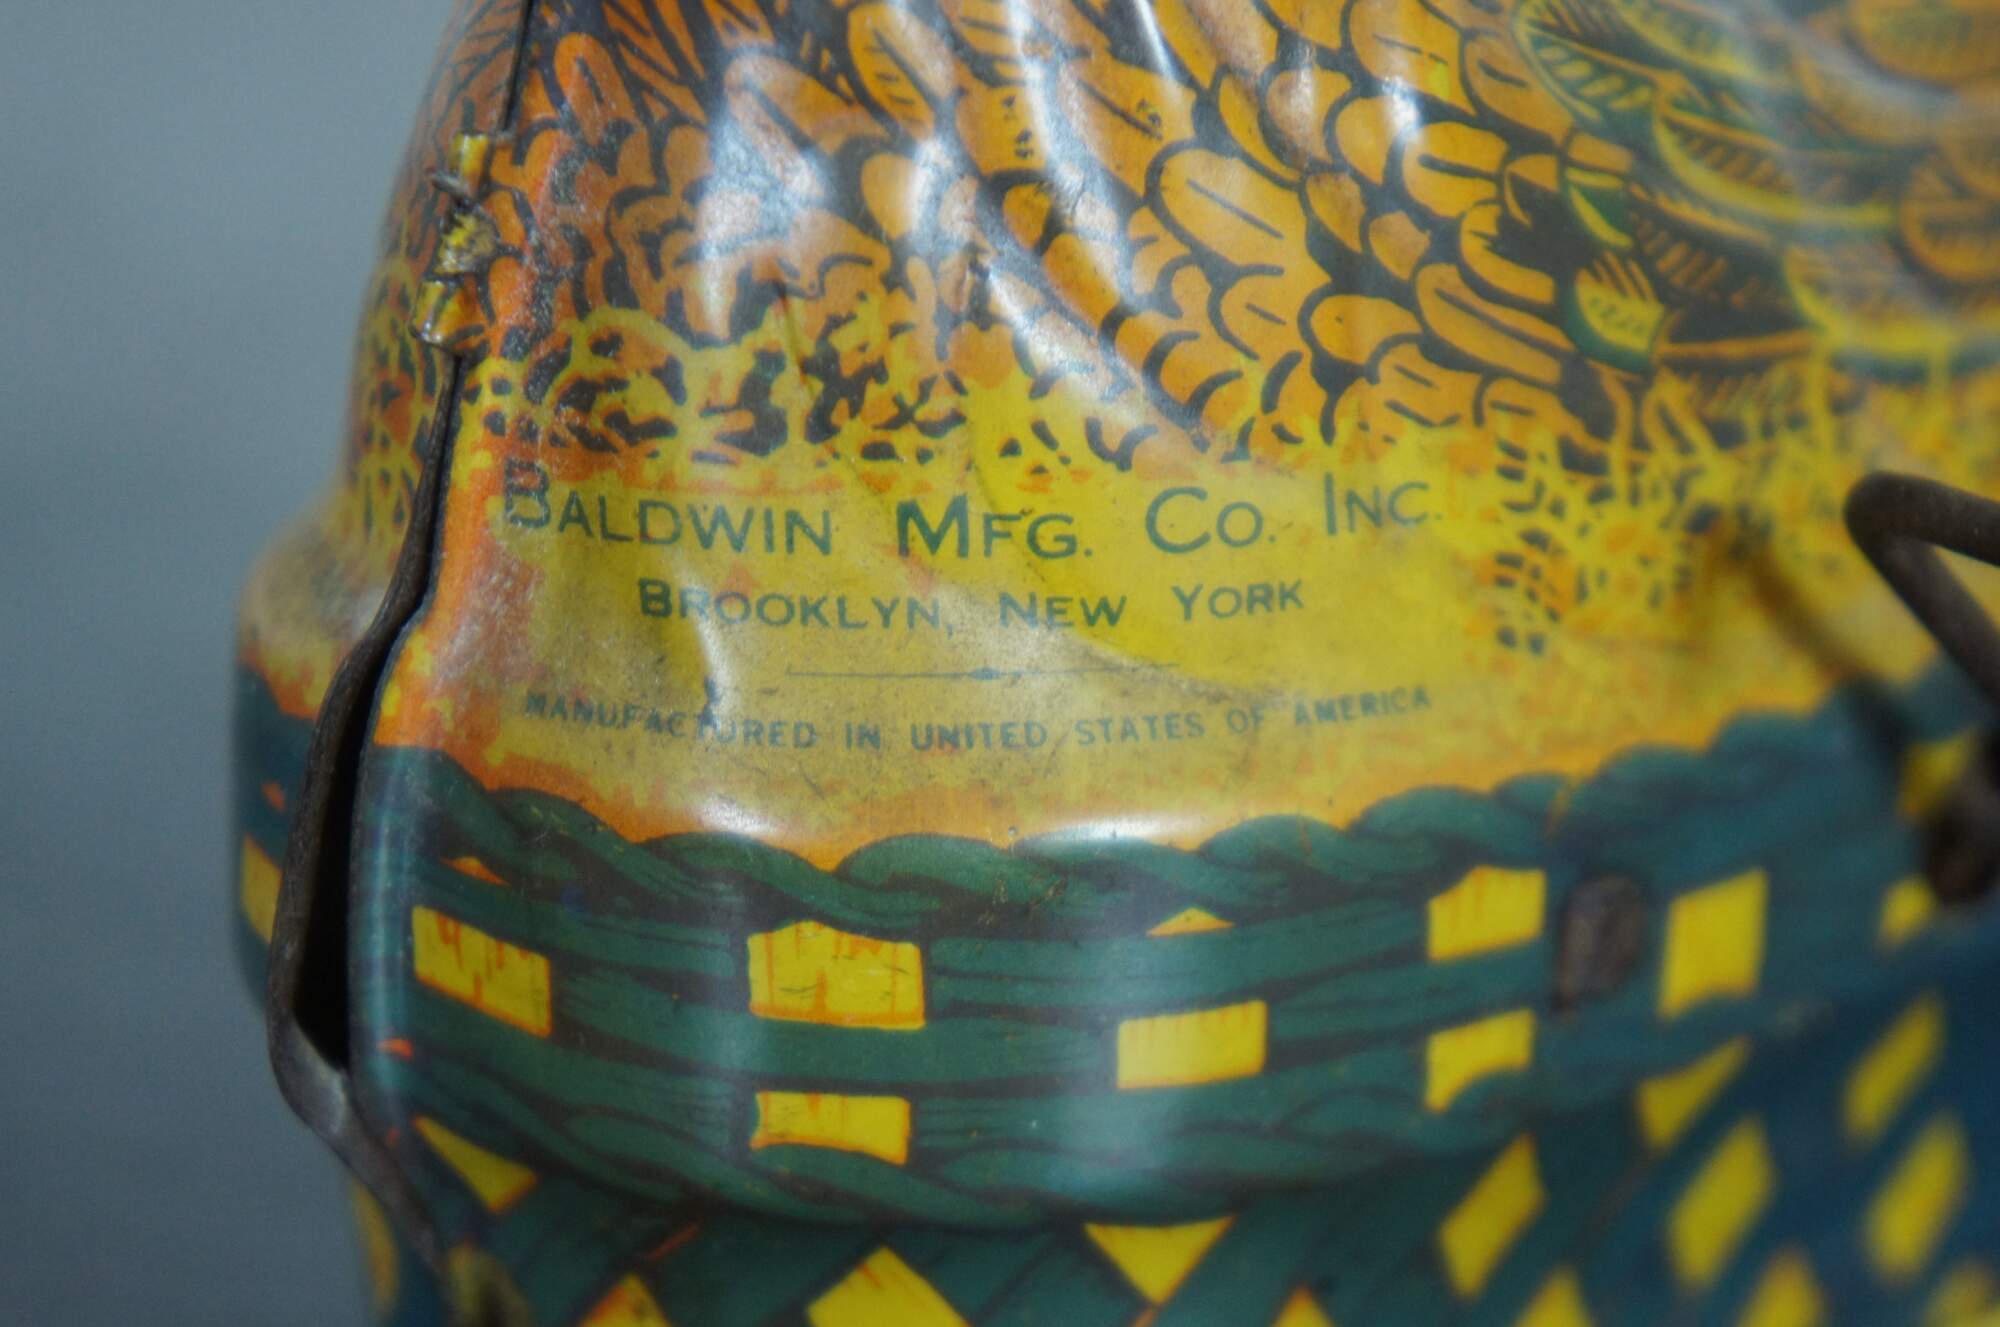 BALDWIN MFG. CO. INC.
BROOKLYN, NEW YORK
MANUFACTURED IN UNITED STATES OF AMERICA